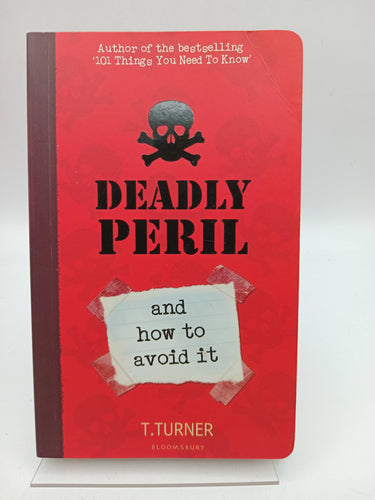 Author of the bestselling
'101 Things You Need To Know'
DEADLY
PERIL
and
how to
avoid it
T.TURNER
BLOOMSBURY